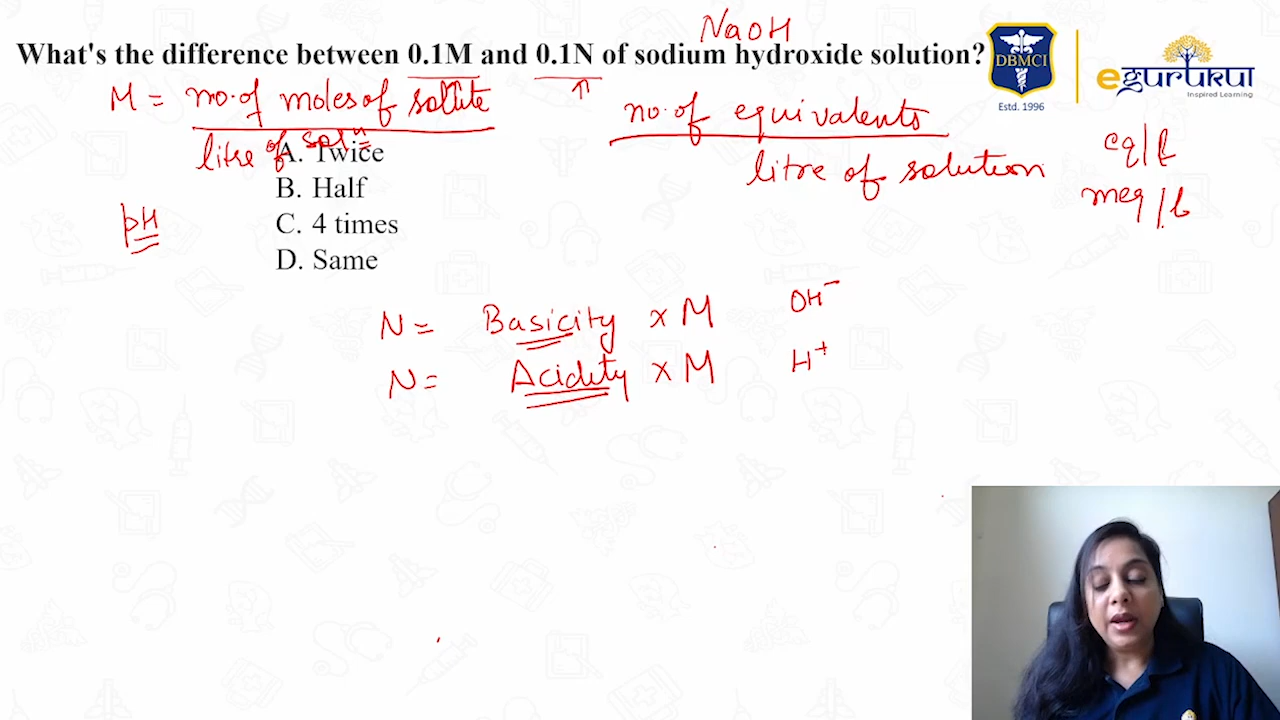 NaOH
What's the difference between 0.1M and 0.1N of sodium hydroxide solution?
DBMCI
Estd. 1996
egurukul
Inspired Learning
M = no. of moles of solute
litre of solⁿ
no. of equivalents
litre of solution
eq/L
meq/L
A. Twice
B. Half
C. 4 times
D. Same
pH
N = Basicity x M OH⁻
N = Acidity x M H⁺